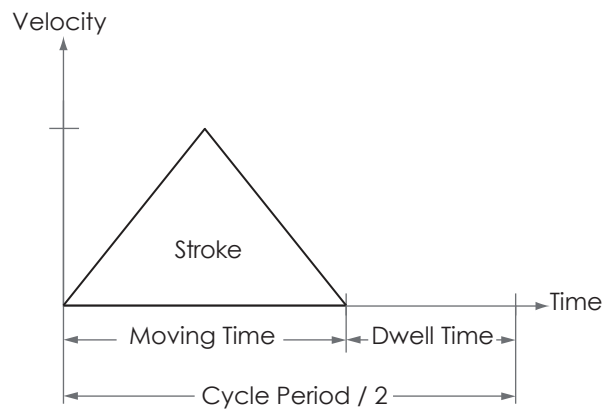 Velocity
Stroke
Time
Moving Time
Dwell Time
Cycle Period / 2